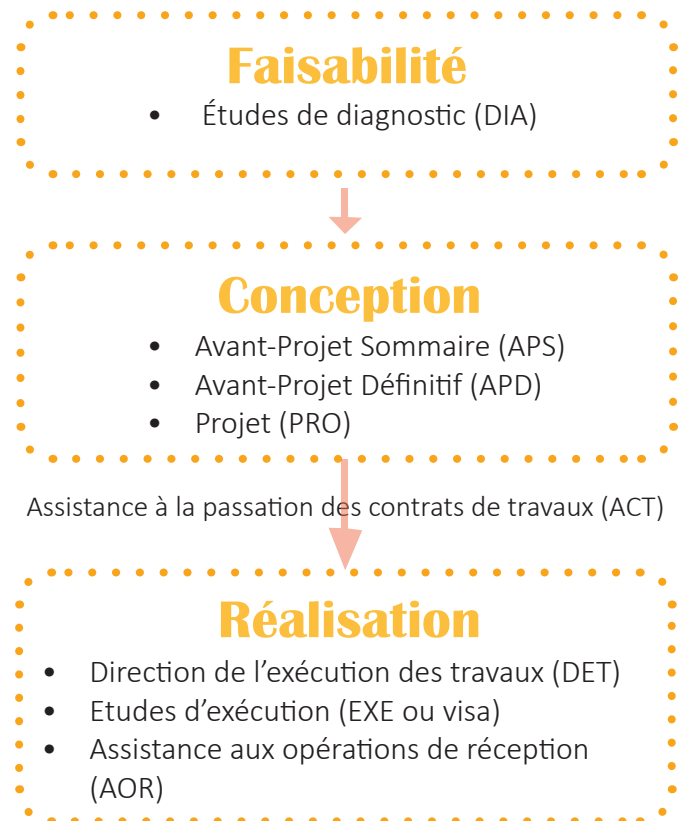 Faisabilité
• Études de diagnostic (DIA)
Conception
• Avant-Projet Sommaire (APS)
• Avant-Projet Définitif (APD)
• Projet (PRO)
Assistance à la passation des contrats de travaux (ACT)
Réalisation
• Direction de l’exécution des travaux (DET)
• Etudes d’exécution (EXE ou visa)
• Assistance aux opérations de réception
(AOR)